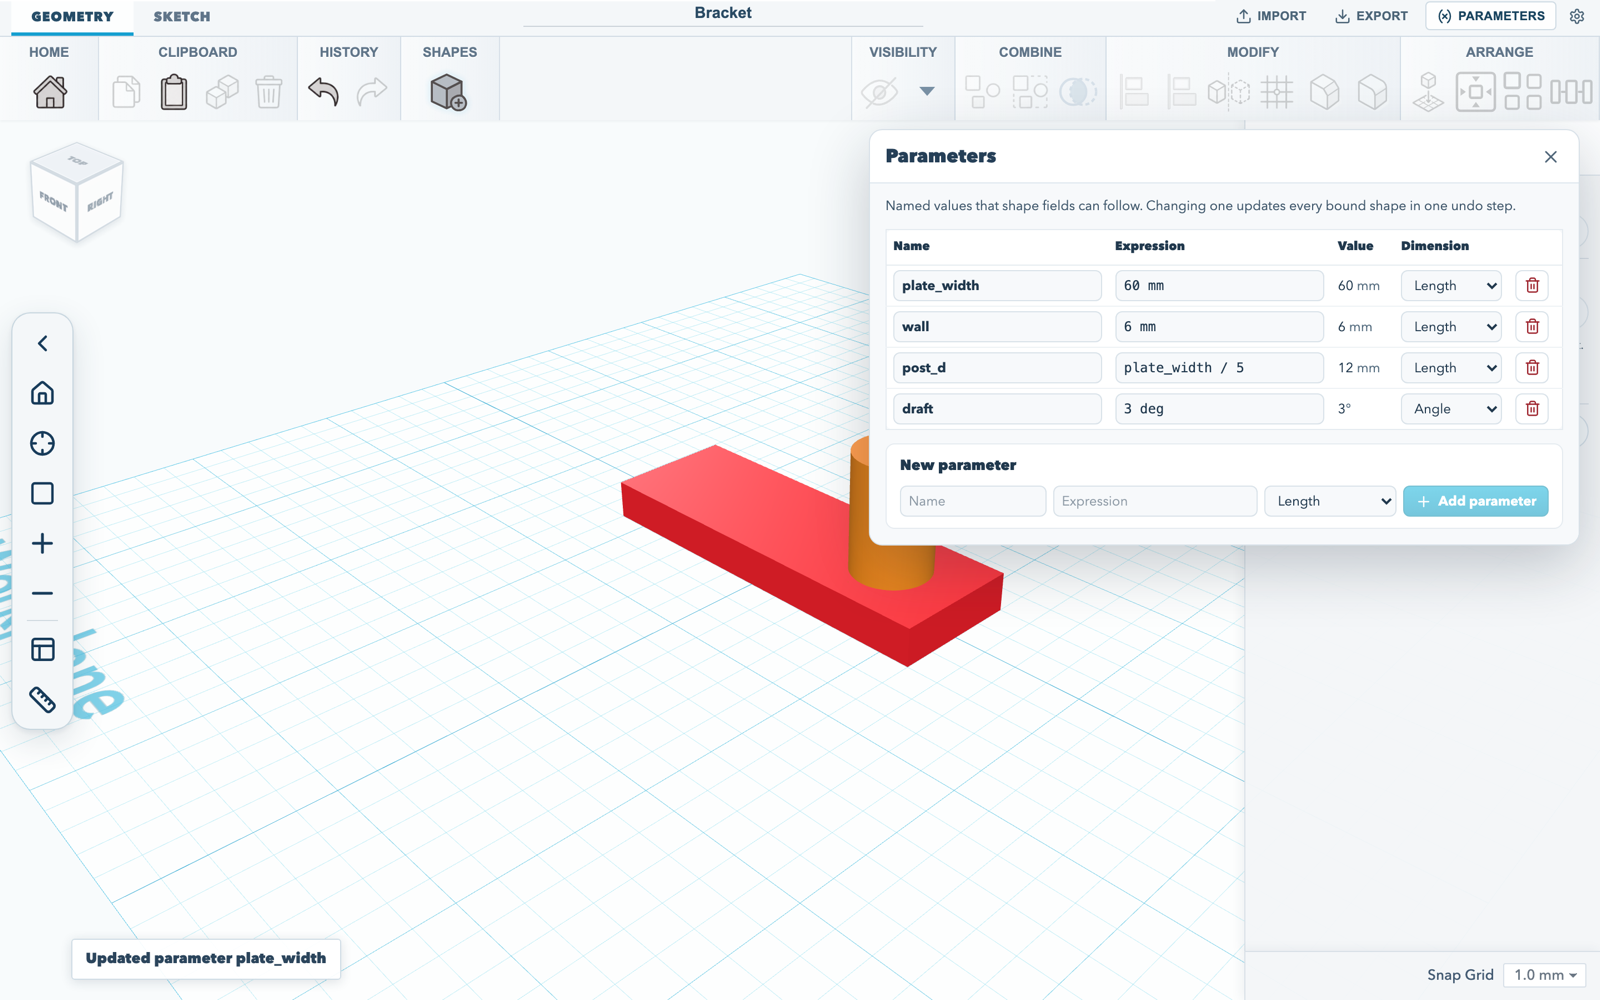 GEOMETRY
SKETCH
Bracket
IMPORT
EXPORT
(x) PARAMETERS
HOME
CLIPBOARD
HISTORY
SHAPES
VISIBILITY
COMBINE
MODIFY
ARRANGE
TOP
FRONT
RIGHT
Parameters
Named values that shape fields can follow. Changing one updates every bound shape in one undo step.
Name Expression Value Dimension
plate_width 60 mm 60 mm Length
wall 6 mm 6 mm Length
post_d plate_width / 5 12 mm Length
draft 3 deg 3° Angle
New parameter
Name Expression Length + Add parameter
Updated parameter plate_width
Snap Grid 1.0 mm